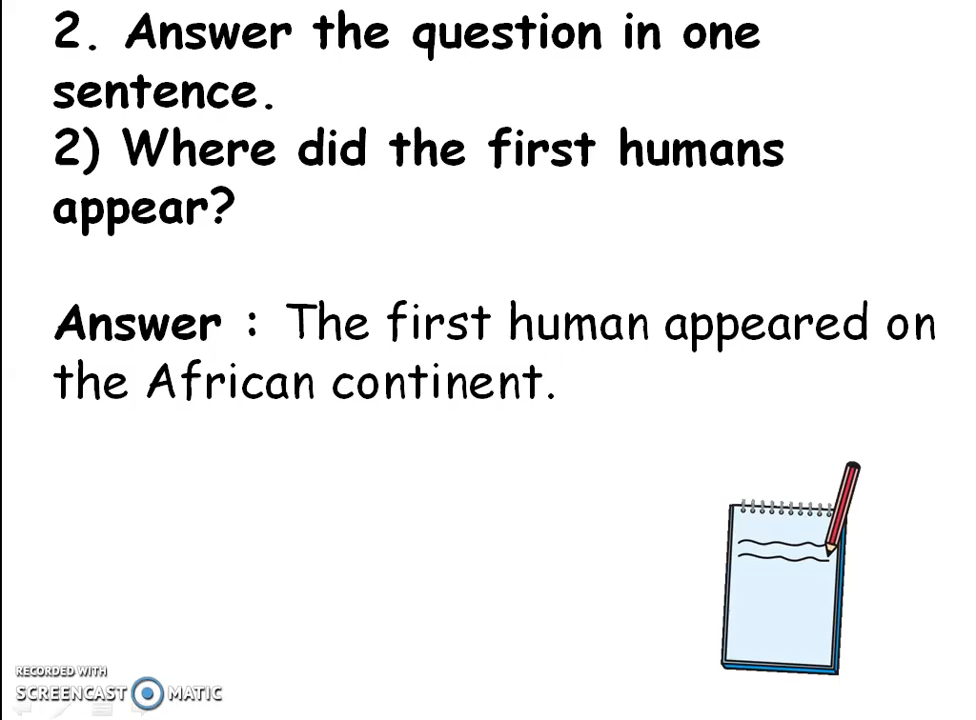 2. Answer the question in one
sentence.
2) Where did the first humans
appear?
Answer : The first human appeared on
the African continent.
RECORDED WITH
SCREENCAST MATIC